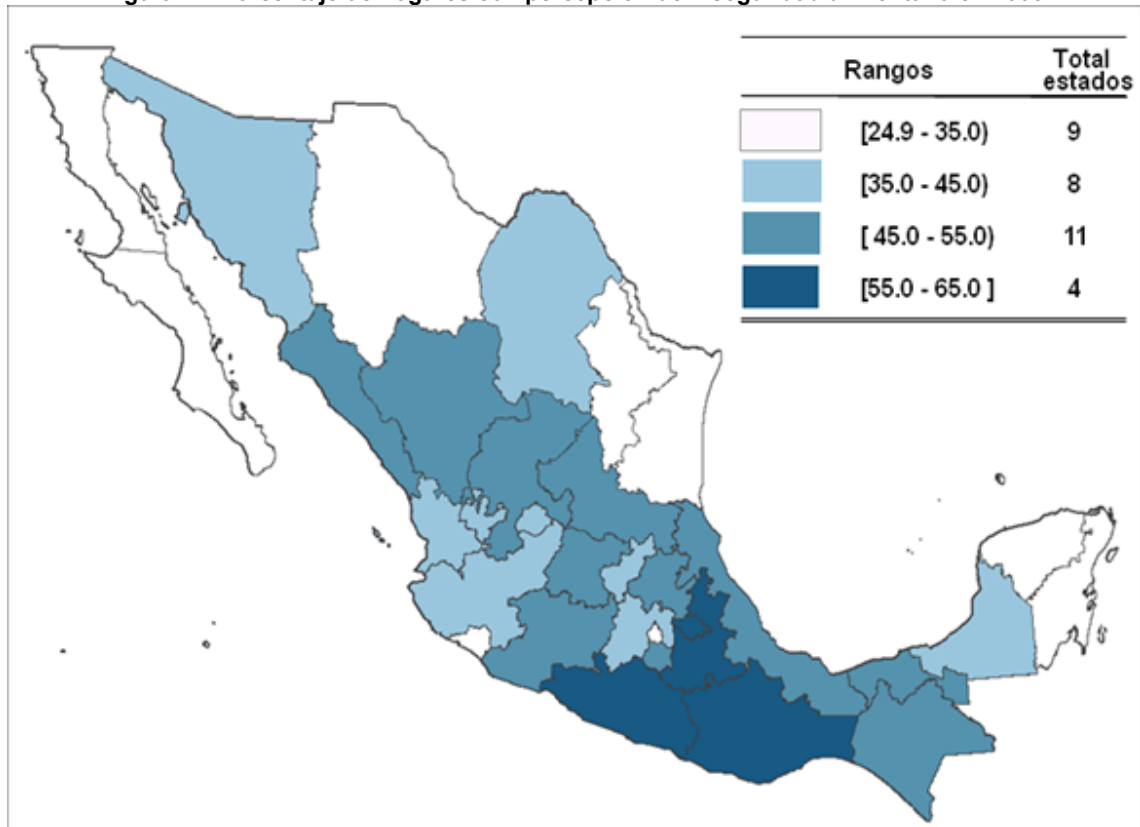 Rangos Total estados
[24.9 - 35.0) 9
[35.0 - 45.0) 8
[ 45.0 - 55.0) 11
[55.0 - 65.0 ] 4